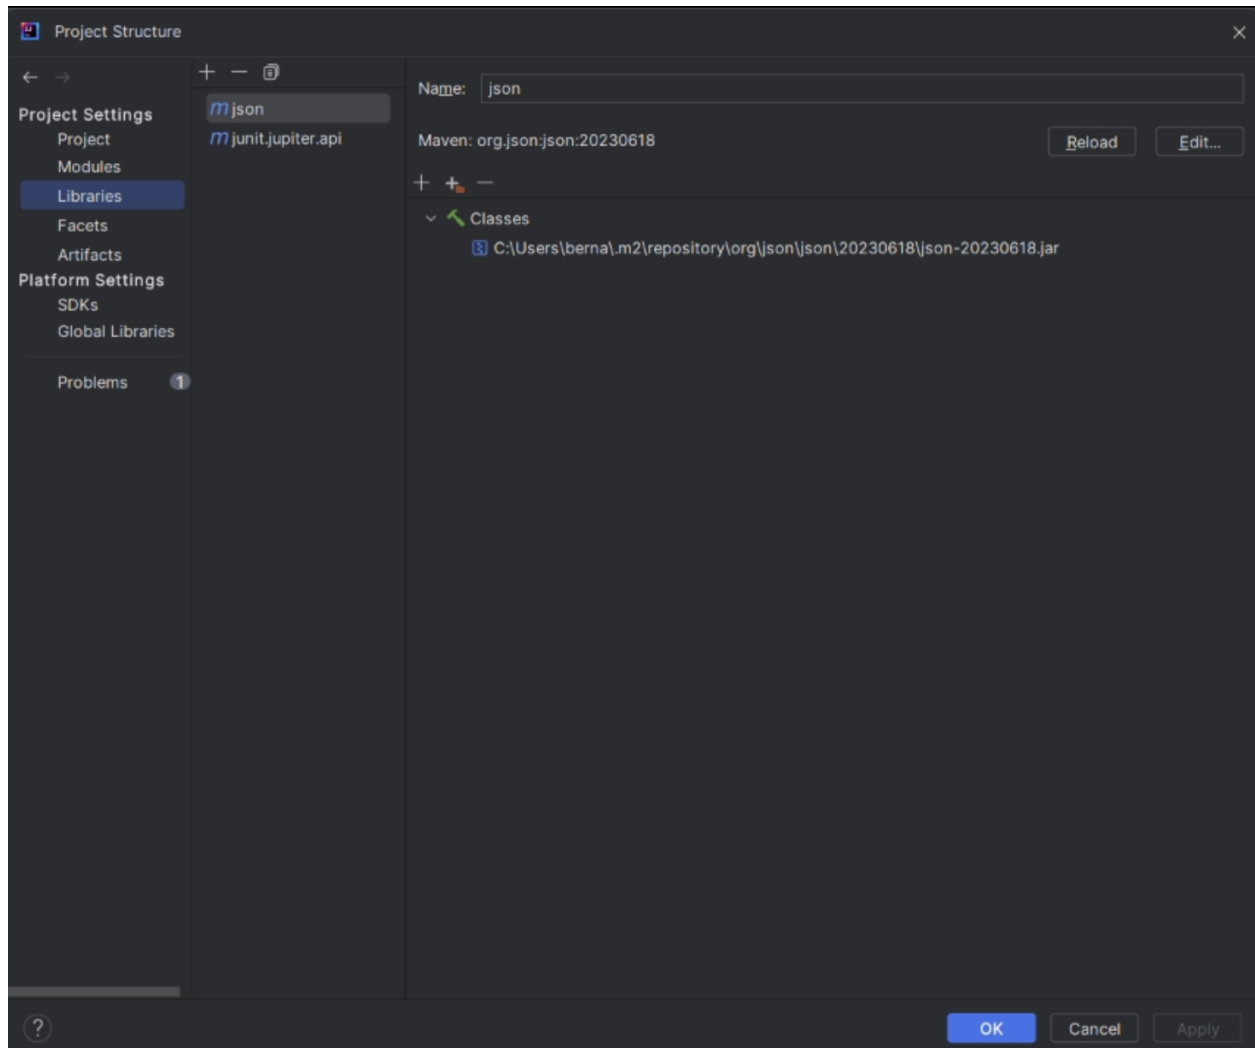 Project Structure
Project Settings
Project
Modules
Libraries
Facets
Artifacts
Platform Settings
SDKs
Global Libraries
Problems 1
m json
m junit.jupiter.api
Name: json
Maven: org.json:json:20230618 Reload Edit...
Classes
C:\Users\berna\.m2\repository\org\json\json\20230618\json-20230618.jar
? OK Cancel Apply